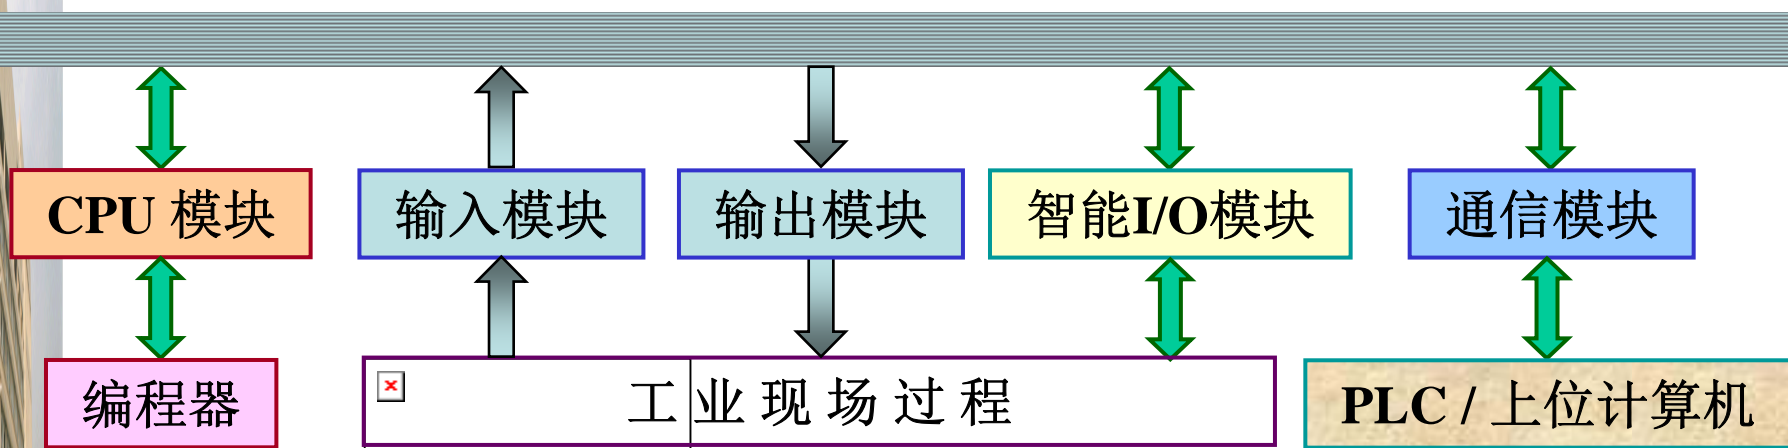 CPU 模块 输入模块 输出模块 智能I/O模块 通信模块
编程器 工业现场过程 PLC / 上位计算机